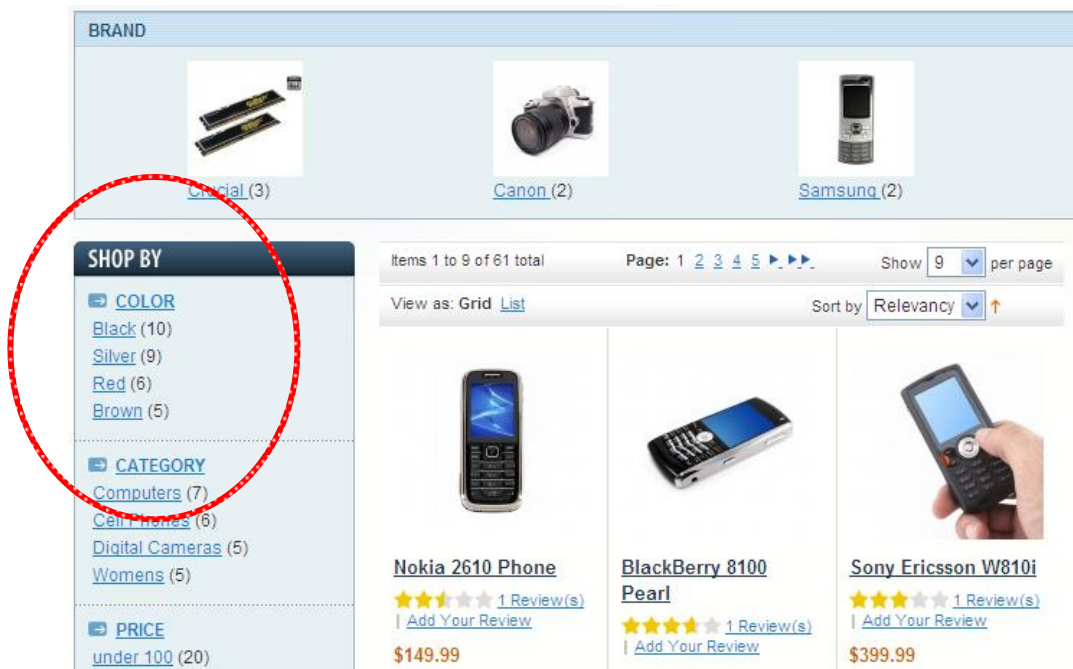 BRAND
Crucial (3)
Canon (2)
Samsung (2)
SHOP BY
COLOR
Black (10)
Silver (9)
Red (6)
Brown (5)
CATEGORY
Computers (7)
Cell Phones (6)
Digital Cameras (5)
Womens (5)
PRICE
under 100 (20)
Items 1 to 9 of 61 total Page: 1 2 3 4 5 Show 9 per page
View as: Grid List Sort by Relevancy
Nokia 2610 Phone
1 Review(s)
| Add Your Review
$149.99
BlackBerry 8100
Pearl
1 Review(s)
| Add Your Review
Sony Ericsson W810i
1 Review(s)
| Add Your Review
$399.99